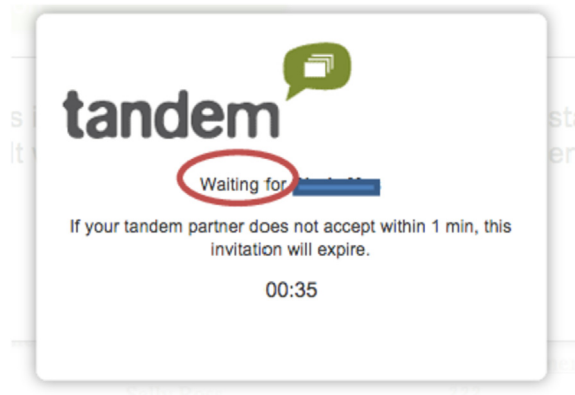 tandem
Waiting for
If your tandem partner does not accept within 1 min, this
invitation will expire.
00:35